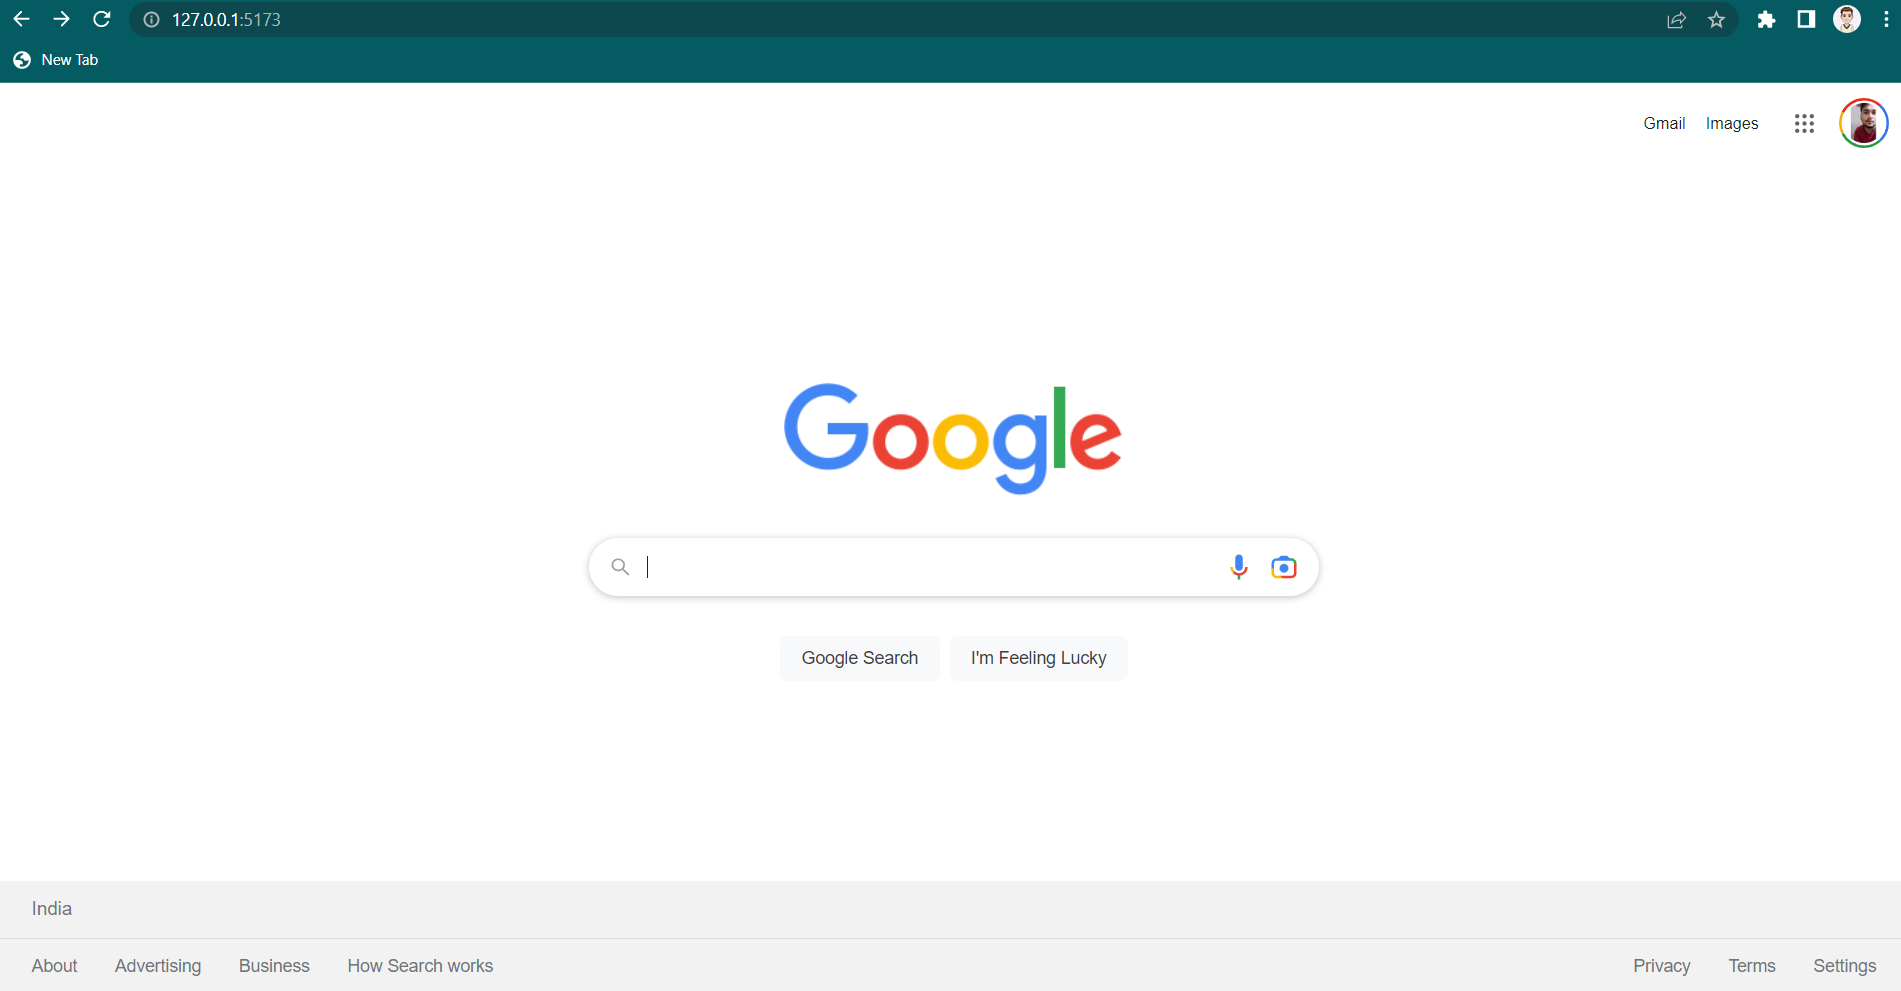 127.0.0.1:5173
New Tab
Gmail Images
Google
Google Search I'm Feeling Lucky
India
About Advertising Business How Search works Privacy Terms Settings